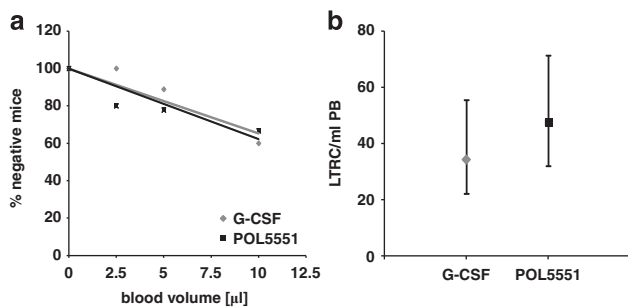 a
120
100
80
60
40
20
0
% negative mice
0 2.5 5 7.5 10 12.5
blood volume [µl]
G-CSF
POL5551
b
80
60
40
20
0
LTRC/ml PB
G-CSF POL5551